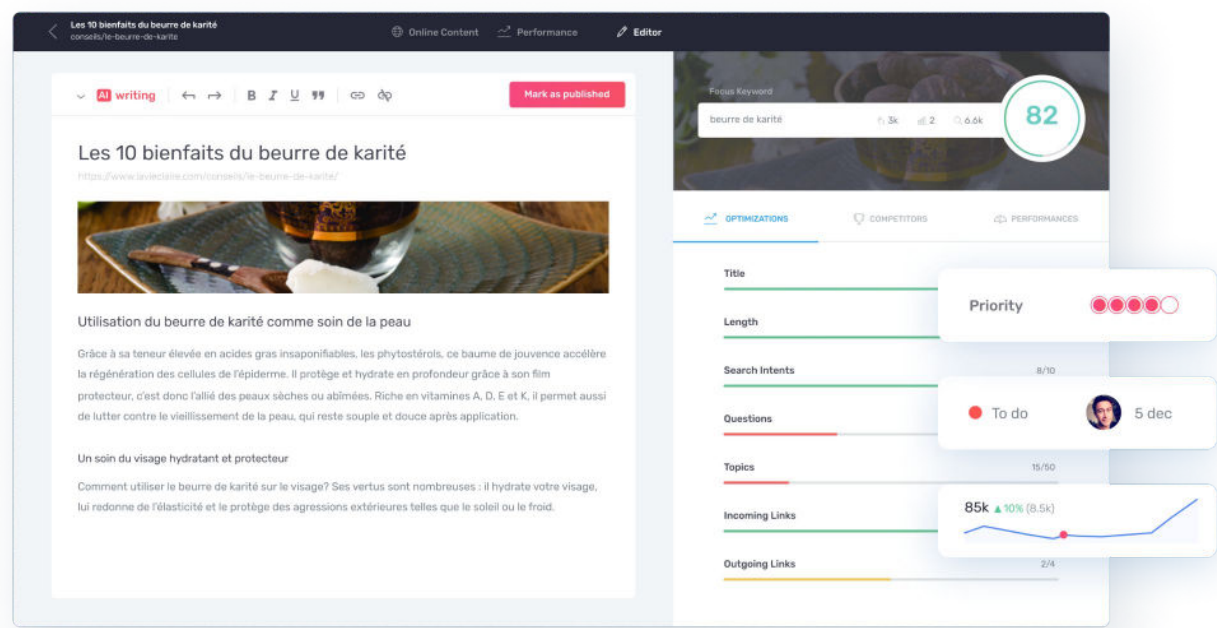 Les 10 bienfaits du beurre de karité
conseils/le-beurre-de-karite
Online Content
Performance
Editor
AI writing
B I U
Mark as published
Les 10 bienfaits du beurre de karité
https://www.lavieclaire.com/conseils/le-beurre-de-karite/
Utilisation du beurre de karité comme soin de la peau
Grâce à sa teneur élevée en acides gras insaponifiables, les phytostérols, ce baume de jouvence accélère
la régénération des cellules de l'épiderme. Il protège et hydrate en profondeur grâce à son film
protecteur, c'est donc l'allié des peaux sèches ou abîmées. Riche en vitamines A, D, E et K, il permet aussi
de lutter contre le vieillissement de la peau, qui reste souple et douce après application.
Un soin du visage hydratant et protecteur
Comment utiliser le beurre de karité sur le visage? Ses vertus sont nombreuses : il hydrate votre visage,
lui redonne de l'élasticité et le protège des agressions extérieures telles que le soleil ou le froid.
Focus Keyword
beurre de karité
3k
2
6.6k
82
OPTIMIZATIONS
COMPETITORS
PERFORMANCES
Title
Length
Search Intents
8/10
Questions
Topics
15/50
Incoming Links
Outgoing Links
2/4
Priority
To do
5 dec
85k ▲10% (8.5k)